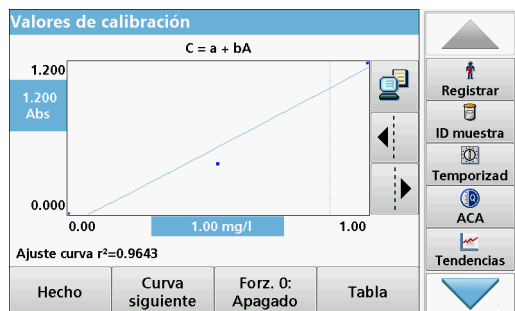 Valores de calibración
C = a + bA
1.200
1.200
Abs
0.000
0.00
1.00 mg/l
1.00
Ajuste curva r²=0.9643
Hecho
Curva
siguiente
Forz. 0:
Apagado
Tabla
Registrar
ID muestra
Temporizad
ACA
Tendencias